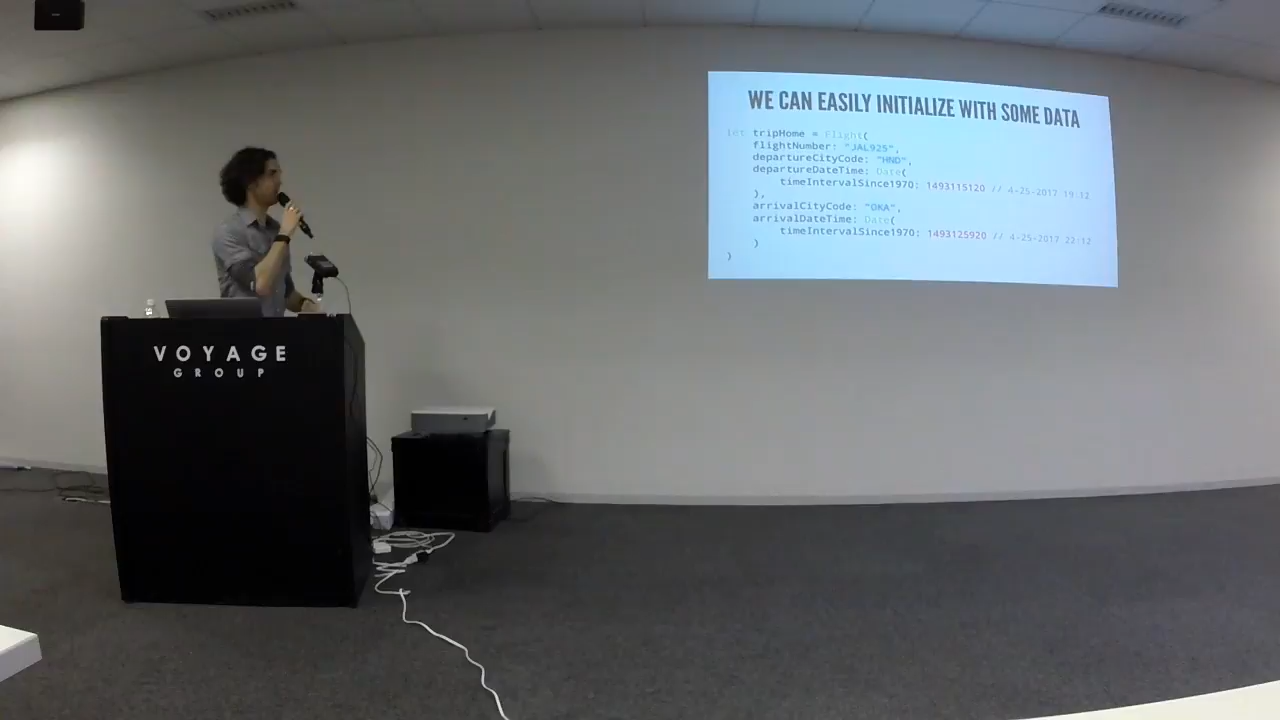 WE CAN EASILY INITIALIZE WITH SOME DATA
let tripHome = Flight(
flightNumber: "JAL925",
departureCityCode: "HND",
departureDateTime: Date(
timeIntervalSince1970: 1493115120 // 4-25-2017 19:12
),
arrivalCityCode: "OKA",
arrivalDateTime: Date(
timeIntervalSince1970: 1493125920 // 4-25-2017 22:12
)
)
VOYAGE
GROUP